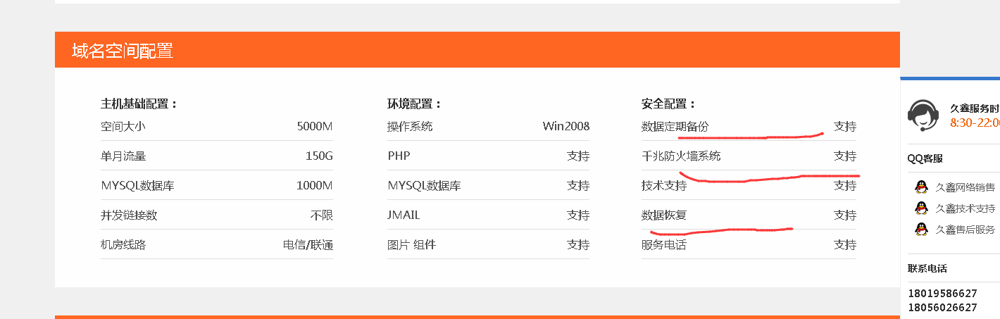 域名空间配置
主机基础配置：
空间大小 5000M
单月流量 150G
MYSQL数据库 1000M
并发链接数 不限
机房线路 电信/联通
环境配置：
操作系统 Win2008
PHP 支持
MYSQL数据库 支持
JMAIL 支持
图片 组件 支持
安全配置：
数据定期备份 支持
千兆防火墙系统 支持
技术支持 支持
数据恢复 支持
服务电话 支持
久鑫服务时
8:30-22:00
QQ客服
久鑫网络销售
久鑫技术支持
久鑫售后服务
联系电话
18019586627
18056026627